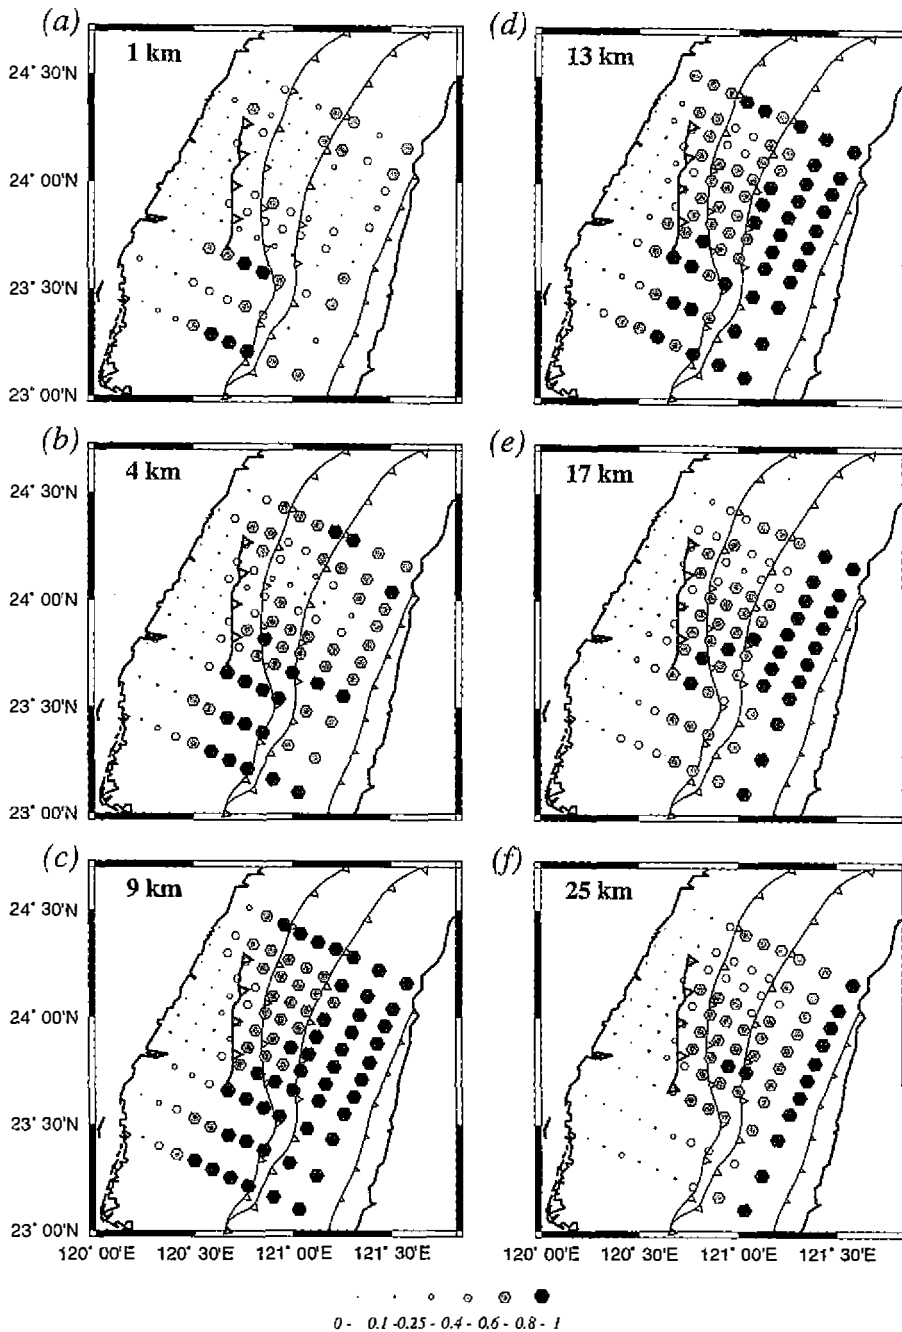 (a)
1 km
24° 30'N
24° 00'N
23° 30'N
23° 00'N
(d)
13 km
(b)
4 km
24° 30'N
24° 00'N
23° 30'N
23° 00'N
(e)
17 km
(c)
9 km
24° 30'N
24° 00'N
23° 30'N
23° 00'N
120° 00'E 120° 30'E 121° 00'E 121° 30'E
(f)
25 km
120° 00'E 120° 30'E 121° 00'E 121° 30'E
0 - 0.1 -0.25 - 0.4 - 0.6 - 0.8 - 1